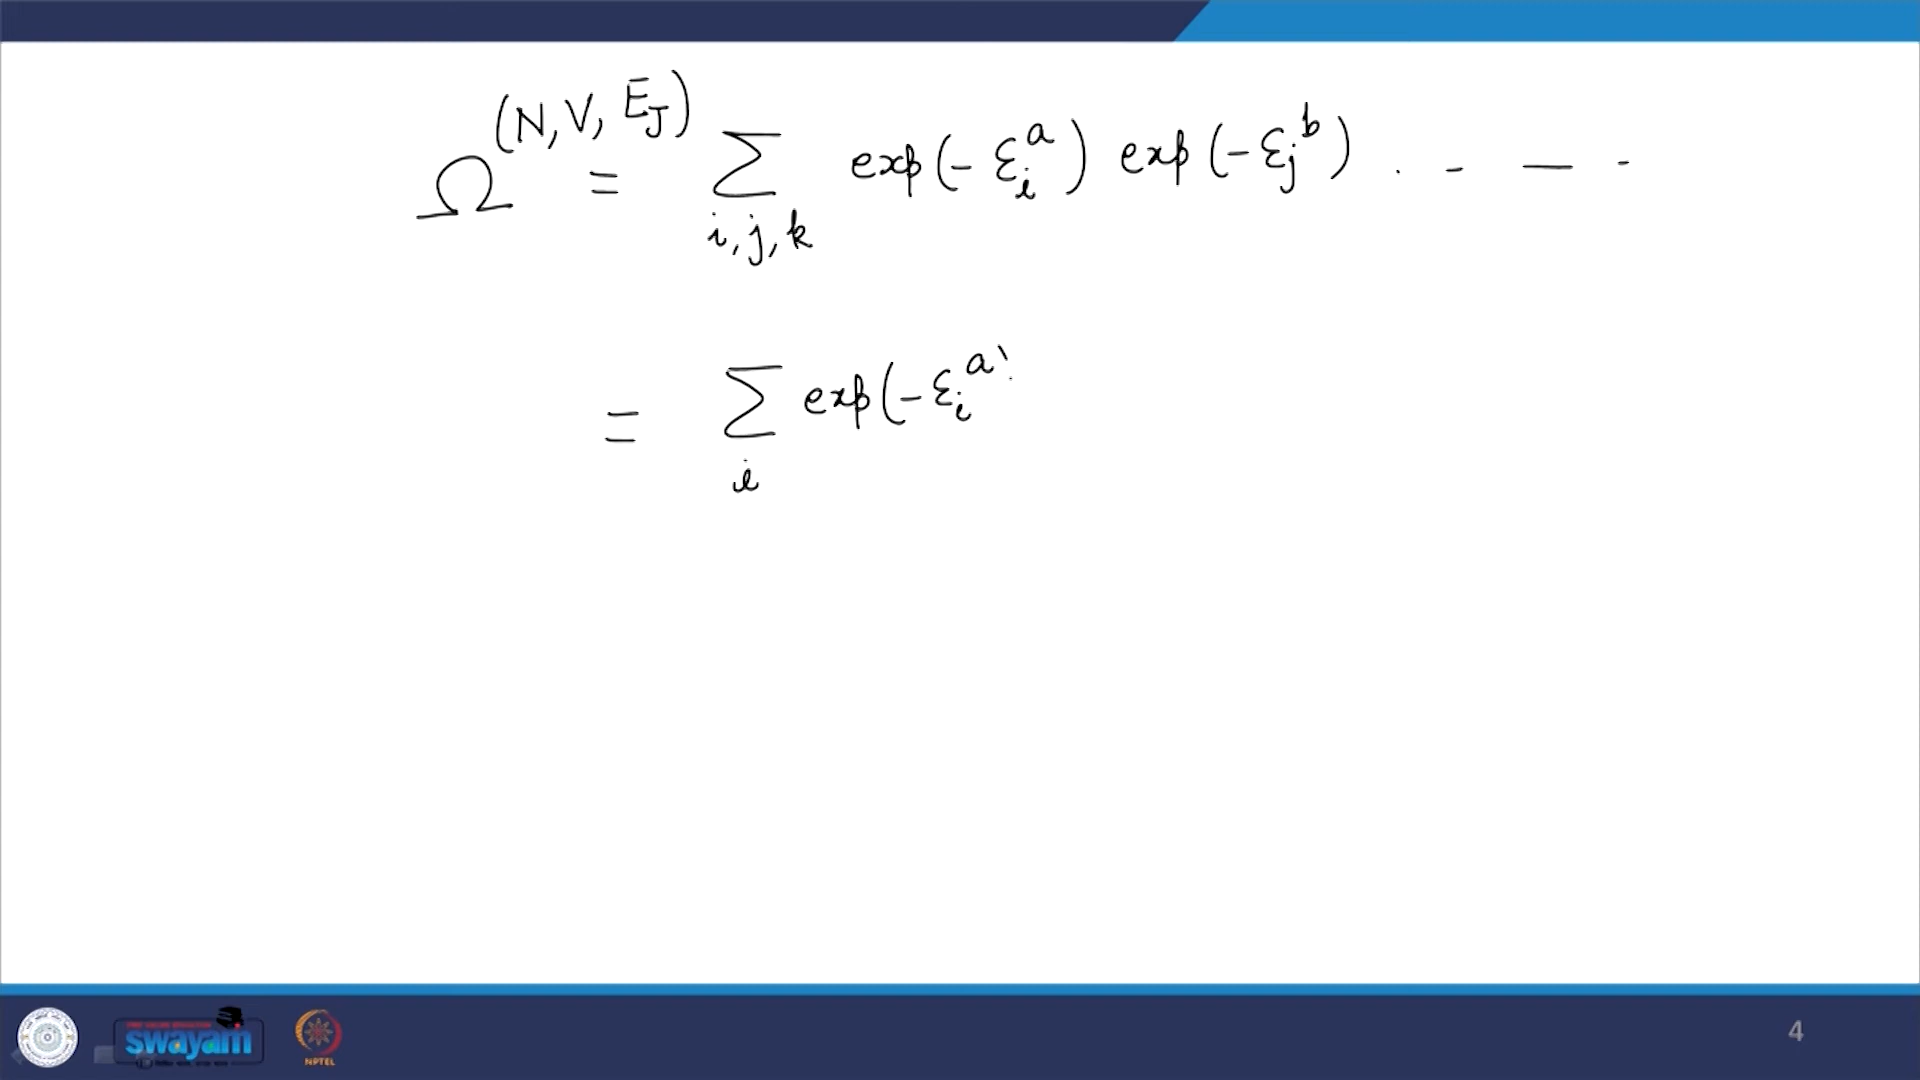 Ω(N, V, E_J) = Σ_{i, j, k} exp(- ε_i^a) exp(- ε_j^b) . - — -
= Σ_i exp(- ε_i^a)
swayam
NPTEL
4